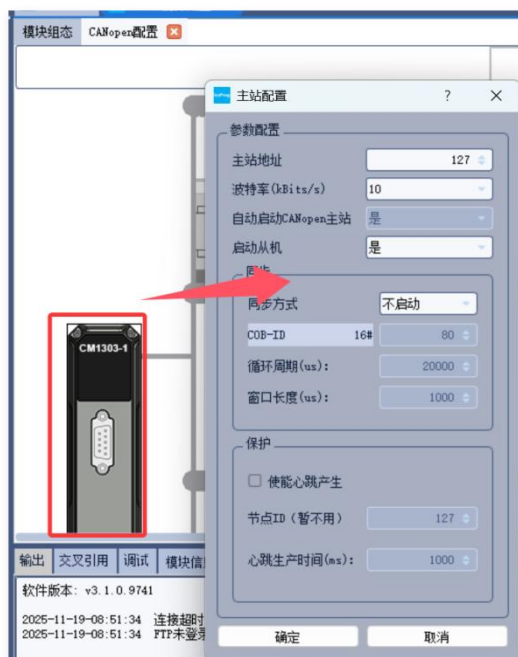 模块组态 CANopen配置
主站配置 ? ×
参数配置
主站地址 127
波特率(kBits/s) 10
自动启动CANopen主站 是
启动从机 是
同步
同步方式 不启动
COB-ID 16# 80
循环周期(us): 20000
窗口长度(us): 1000
CM1303-1
保护
使能心跳产生
节点ID（暂不用） 127
心跳生产时间(ms): 1000
确定 取消
输出 交叉引用 调试 模块信
软件版本: v3.1.0.9741
2025-11-19-08:51:34 连接超时
2025-11-19-08:51:34 FTP未登录